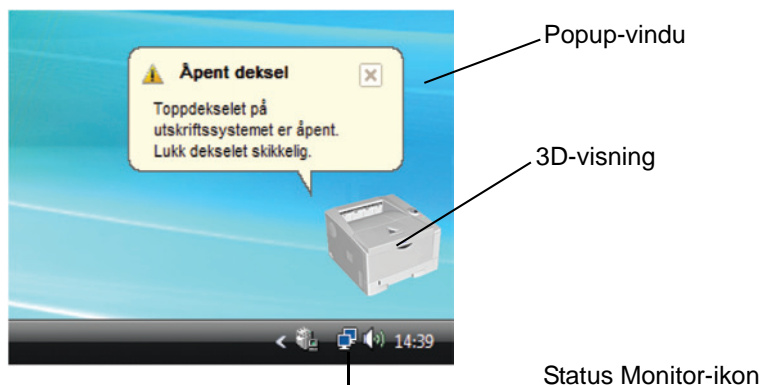 Popup-vindu
Åpent deksel
Toppdekselet på
utskriftssystemet er åpent.
Lukk dekselet skikkelig.
3D-visning
14:39
Status Monitor-ikon